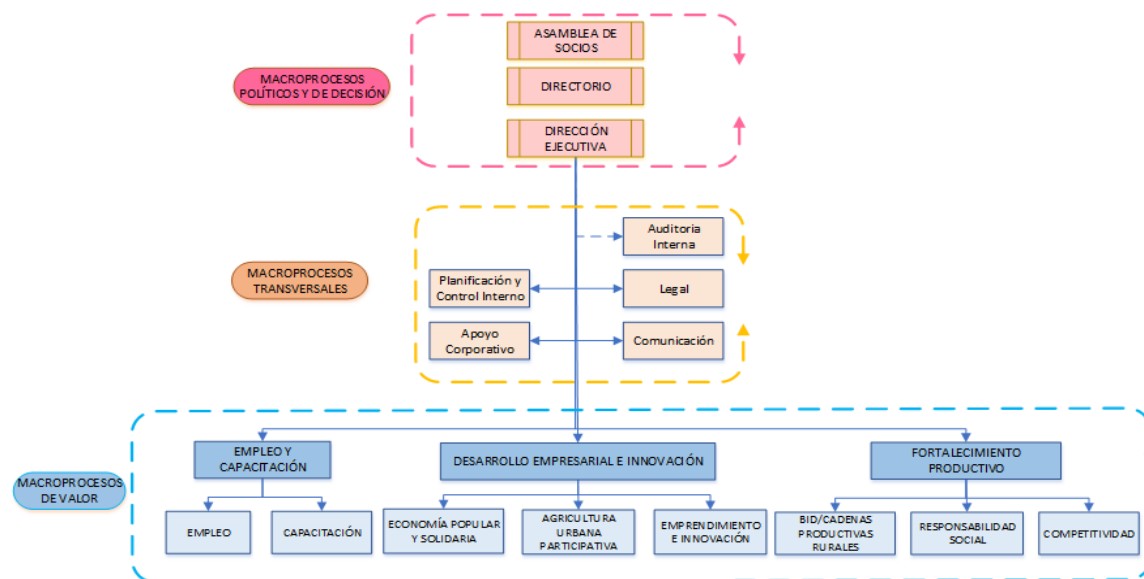 ASAMBLEA DE
SOCIOS
MACROPROCESOS
POLÍTICOS Y DE DECISIÓN
DIRECTORIO
DIRECCIÓN
EJECUTIVA
Auditoria
Interna
MACROPROCESOS
TRANSVERSALES
Planificación y
Control Interno
Legal
Apoyo
Corporativo
Comunicación
EMPLEO Y
CAPACITACIÓN
DESARROLLO EMPRESARIAL E INNOVACIÓN
FORTALECIMIENTO
PRODUCTIVO
MACROPROCESOS
DE VALOR
EMPLEO
CAPACITACIÓN
ECONOMÍA POPULAR
Y SOLIDARIA
AGRICULTURA
URBANA
PARTICIPATIVA
EMPRENDIMIENTO
E INNOVACIÓN
BID/CADENAS
PRODUCTIVAS
RURALES
RESPONSABILIDAD
SOCIAL
COMPETITIVIDAD